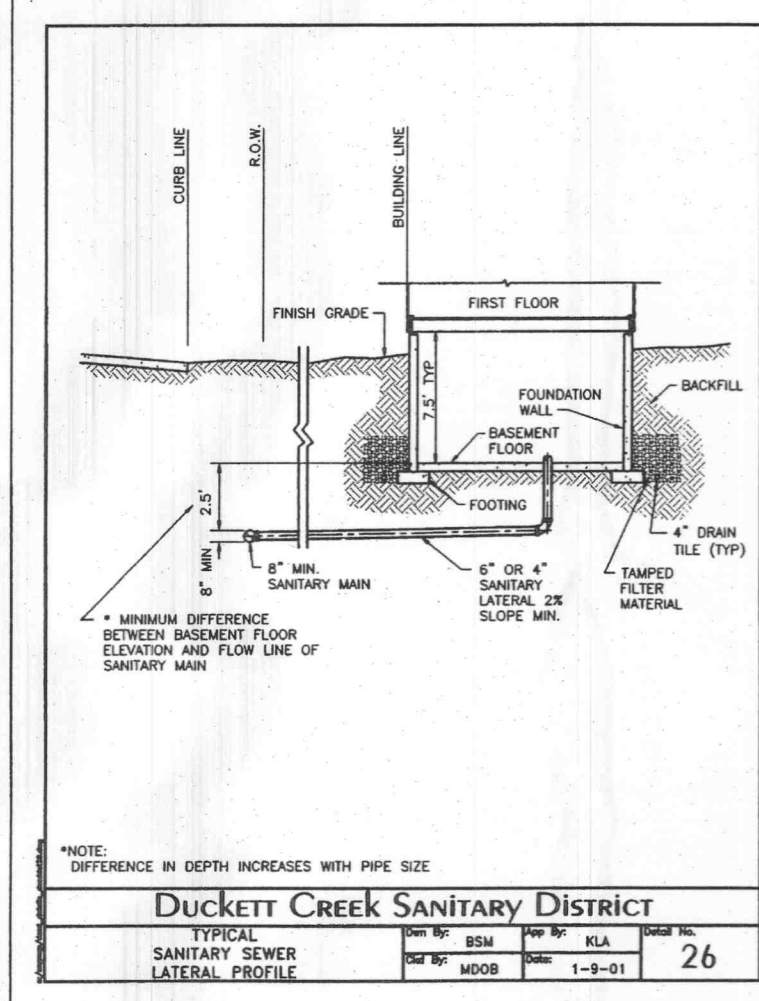 CURB LINE
R.O.W.
BUILDING LINE
FIRST FLOOR
FINISH GRADE
7.5' TYP
FOUNDATION
WALL
BACKFILL
BASEMENT
FLOOR
2.5'
8" MIN
FOOTING
4" DRAIN
TILE (TYP)
8" MIN.
SANITARY MAIN
6" OR 4"
SANITARY
LATERAL 2%
SLOPE MIN.
TAMPED
FILTER
MATERIAL
* MINIMUM DIFFERENCE
BETWEEN BASEMENT FLOOR
ELEVATION AND FLOW LINE OF
SANITARY MAIN
*NOTE:
DIFFERENCE IN DEPTH INCREASES WITH PIPE SIZE
DUCKETT CREEK SANITARY DISTRICT
TYPICAL
SANITARY SEWER
LATERAL PROFILE
Dwn By: BSM
App By: KLA
Detail No.
26
Ckd By: MDOB
Date: 1-9-01